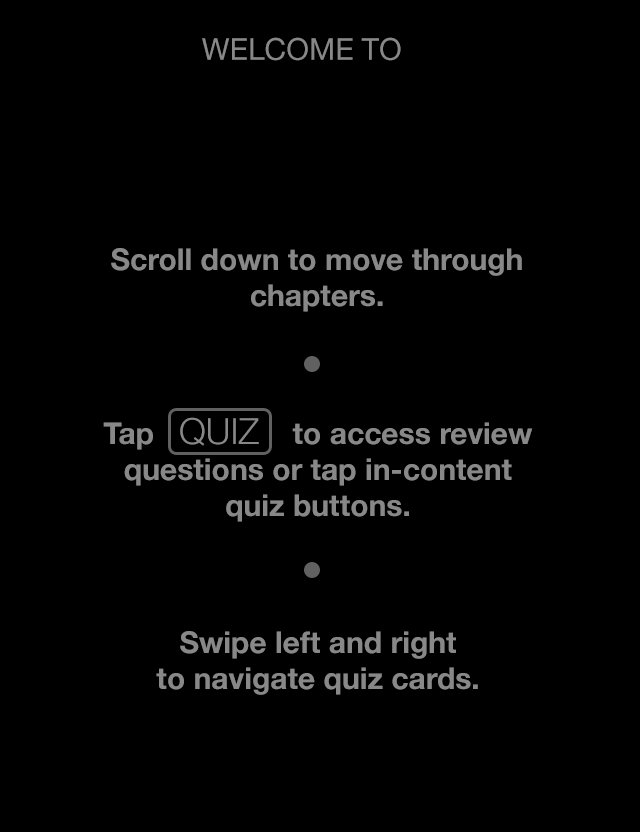 WELCOME TO
Scroll down to move through
chapters.
Tap QUIZ to access review
questions or tap in-content
quiz buttons.
Swipe left and right
to navigate quiz cards.